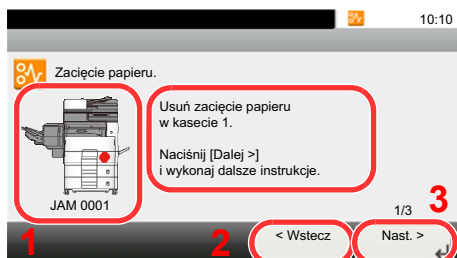 10:10
Zacięcie papieru.
Usuń zacięcie papieru
w kasecie 1.
Naciśnij [Dalej >]
i wykonaj dalsze instrukcje.
JAM 0001
1/3
3
1
2
< Wstecz
Nast. >